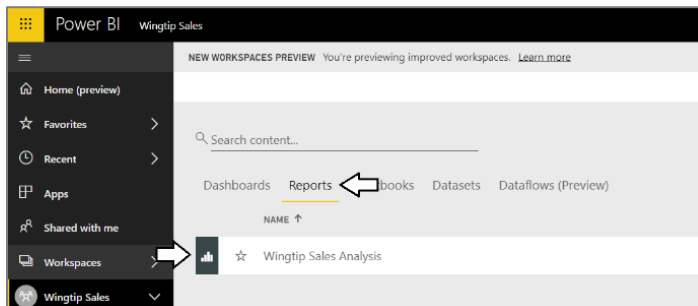 Power BI Wingtip Sales
NEW WORKSPACES PREVIEW You're previewing improved workspaces. Learn more
Home (preview)
Favorites
Recent
Apps
Shared with me
Workspaces
Wingtip Sales
Search content...
Dashboards Reports books Datasets Dataflows (Preview)
NAME
Wingtip Sales Analysis